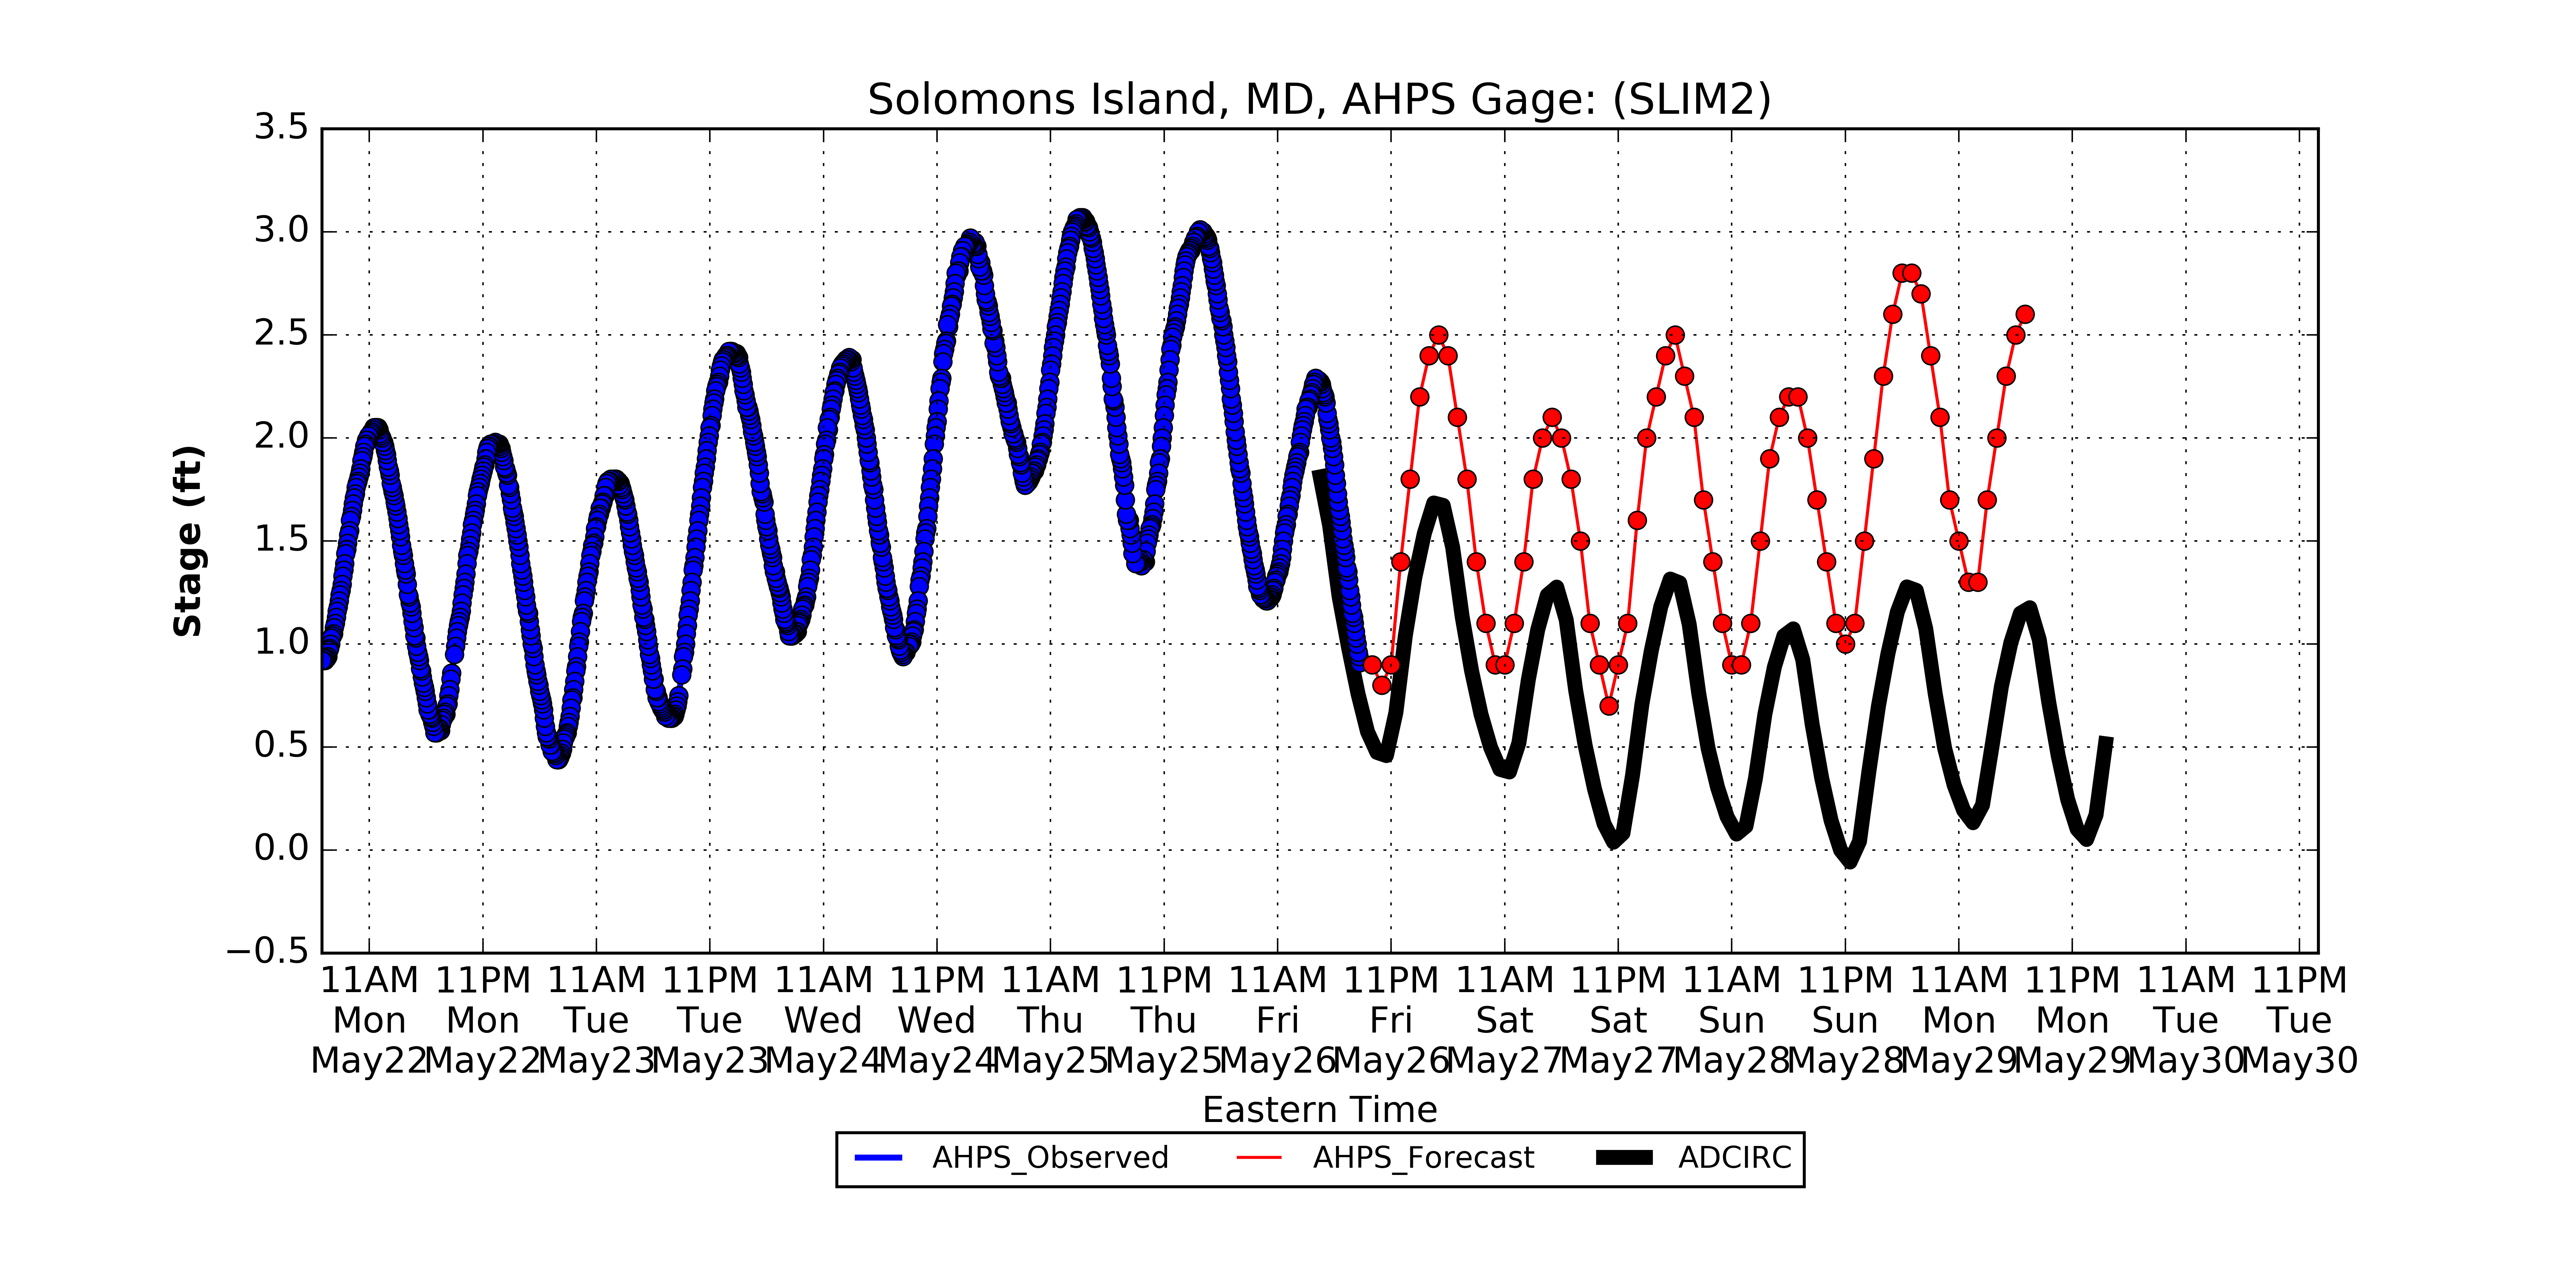 Solomons Island, MD, AHPS Gage: (SLIM2)
3.5
3.0
2.5
2.0
1.5
1.0
0.5
0.0
−0.5
Stage (ft)
11AM 11PM 11AM 11PM 11AM 11PM 11AM 11PM 11AM 11PM 11AM 11PM 11AM 11PM 11AM 11PM 11AM 11PM
Mon Mon Tue Tue Wed Wed Thu Thu Fri Fri Sat Sat Sun Sun Mon Mon Tue Tue
May22 May22 May23 May23 May24 May24 May25 May25 May26 May26 May27 May27 May28 May28 May29 May29 May30 May30
Eastern Time
AHPS_Observed AHPS_Forecast ADCIRC